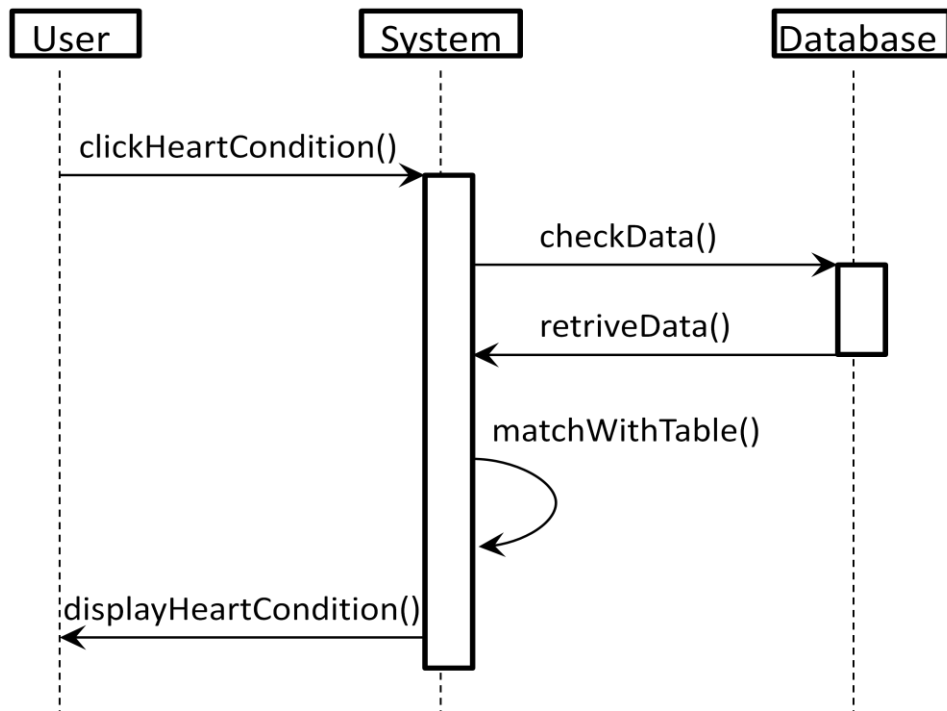 User
System
Database
clickHeartCondition()
checkData()
retriveData()
matchWithTable()
displayHeartCondition()